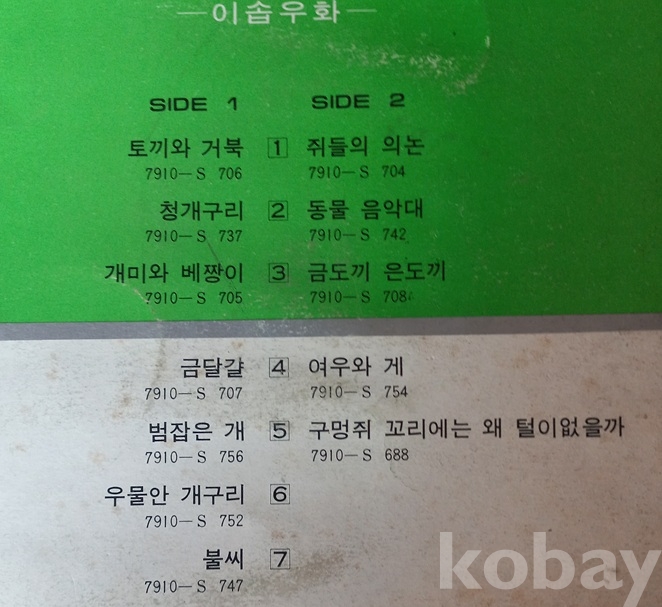 —이솝우화—
SIDE 1 SIDE 2
토끼와 거북 1 쥐들의 의논
7910—S 706 7910—S 704
청개구리 2 동물 음악대
7910—S 737 7910—S 742
개미와 베짱이 3 금도끼 은도끼
7910—S 705 7910—S 708
금달걀 4 여우와 게
7910—S 707 7910—S 754
범잡은 개 5 구멍쥐 꼬리에는 왜 털이없을까
7910—S 756 7910—S 688
우물안 개구리 6
7910—S 752
불씨 7
7910—S 747
kobay